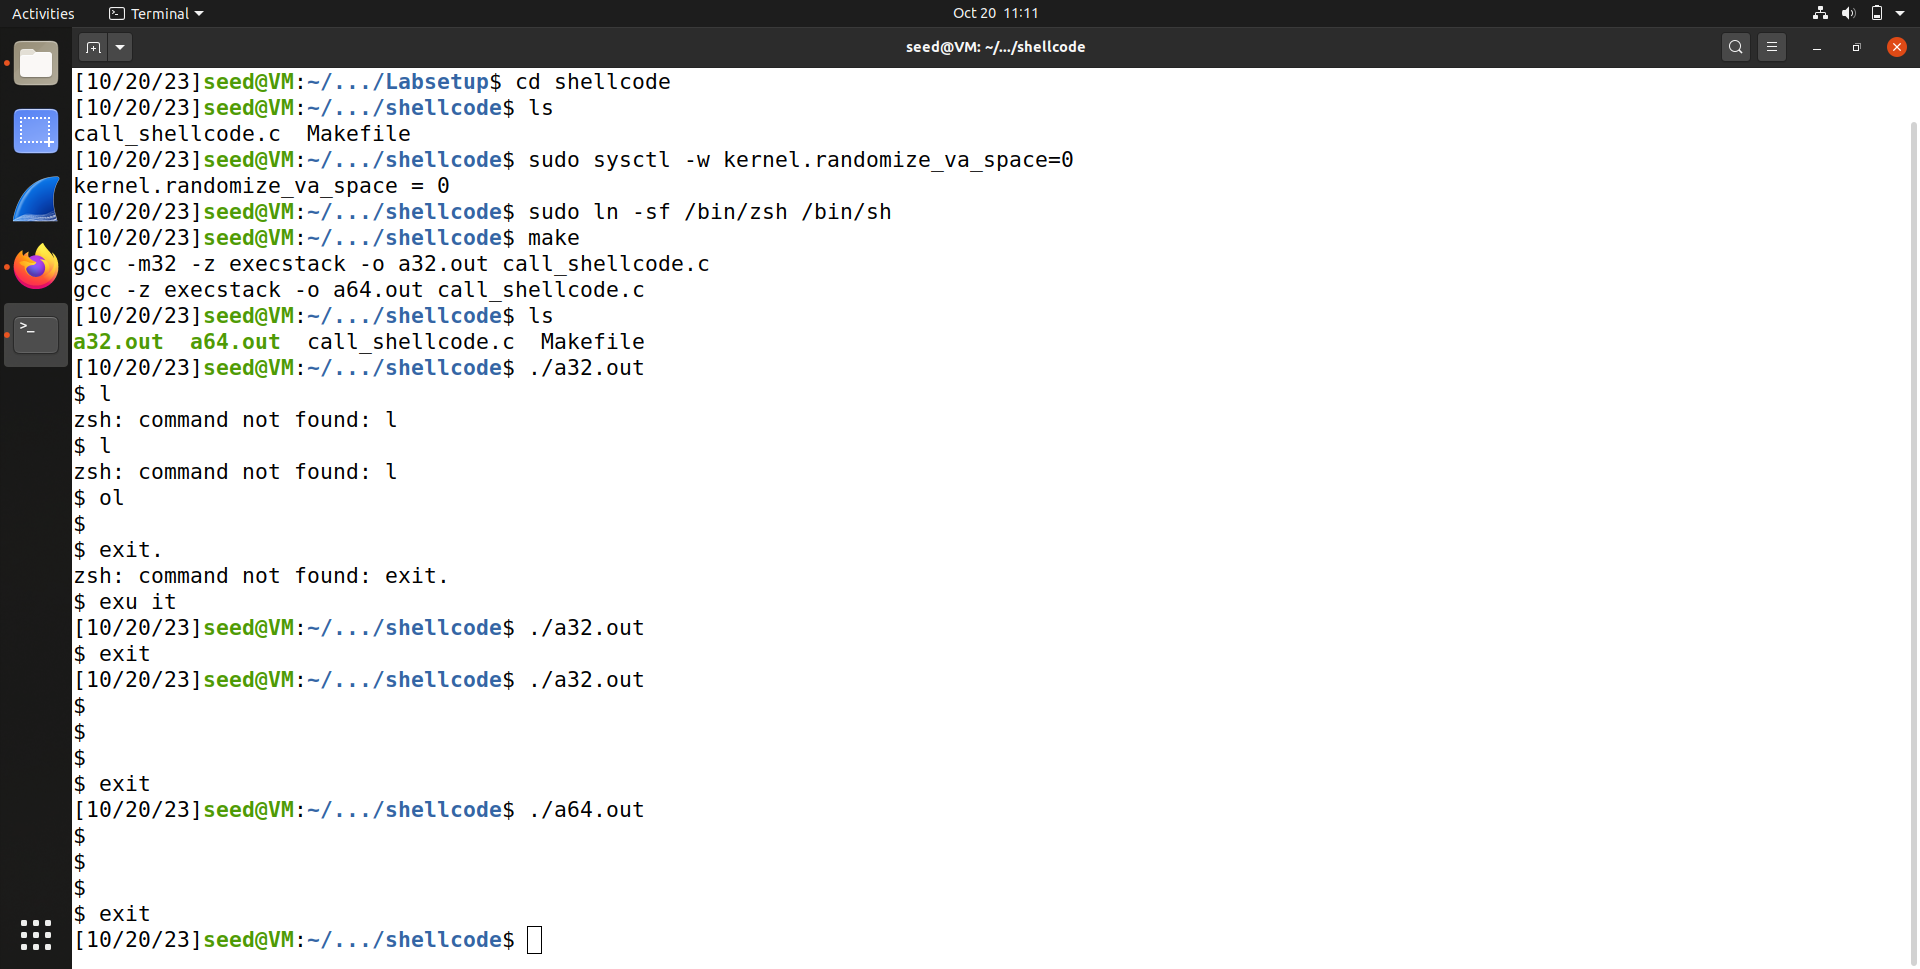 Activities Terminal Oct 20 11:11
seed@VM: ~/.../shellcode
[10/20/23]seed@VM:~/.../Labsetup$ cd shellcode
[10/20/23]seed@VM:~/.../shellcode$ ls
call_shellcode.c  Makefile
[10/20/23]seed@VM:~/.../shellcode$ sudo sysctl -w kernel.randomize_va_space=0
kernel.randomize_va_space = 0
[10/20/23]seed@VM:~/.../shellcode$ sudo ln -sf /bin/zsh /bin/sh
[10/20/23]seed@VM:~/.../shellcode$ make
gcc -m32 -z execstack -o a32.out call_shellcode.c
gcc -z execstack -o a64.out call_shellcode.c
[10/20/23]seed@VM:~/.../shellcode$ ls
a32.out  a64.out  call_shellcode.c  Makefile
[10/20/23]seed@VM:~/.../shellcode$ ./a32.out
$ l
zsh: command not found: l
$ l
zsh: command not found: l
$ ol
$
$ exit.
zsh: command not found: exit.
$ exu it
[10/20/23]seed@VM:~/.../shellcode$ ./a32.out
$ exit
[10/20/23]seed@VM:~/.../shellcode$ ./a32.out
$
$
$
$ exit
[10/20/23]seed@VM:~/.../shellcode$ ./a64.out
$
$
$
$ exit
[10/20/23]seed@VM:~/.../shellcode$